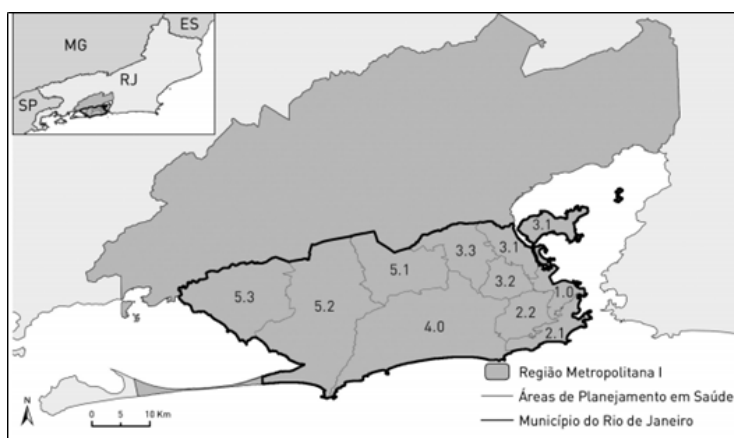 ES
MG
RJ
SP
3.1
3.1
3.3
5.1
3.2
5.3
5.2
1.0
2.2
4.0
2.1
Região Metropolitana I
Áreas de Planejamento em Saúde
Município do Rio de Janeiro
N
0 5 10 Km